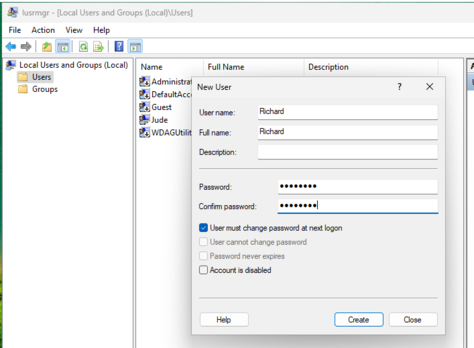 lusrmgr - [Local Users and Groups (Local)\Users]
File Action View Help
Local Users and Groups (Local)
Users
Groups
Name Full Name Description
Administra
DefaultAcc
Guest
Jude
WDAGUtilit
New User
User name: Richard
Full name: Richard
Description:
Password: ●●●●●●●●
Confirm password: ●●●●●●●●
User must change password at next logon
User cannot change password
Password never expires
Account is disabled
Help Create Close